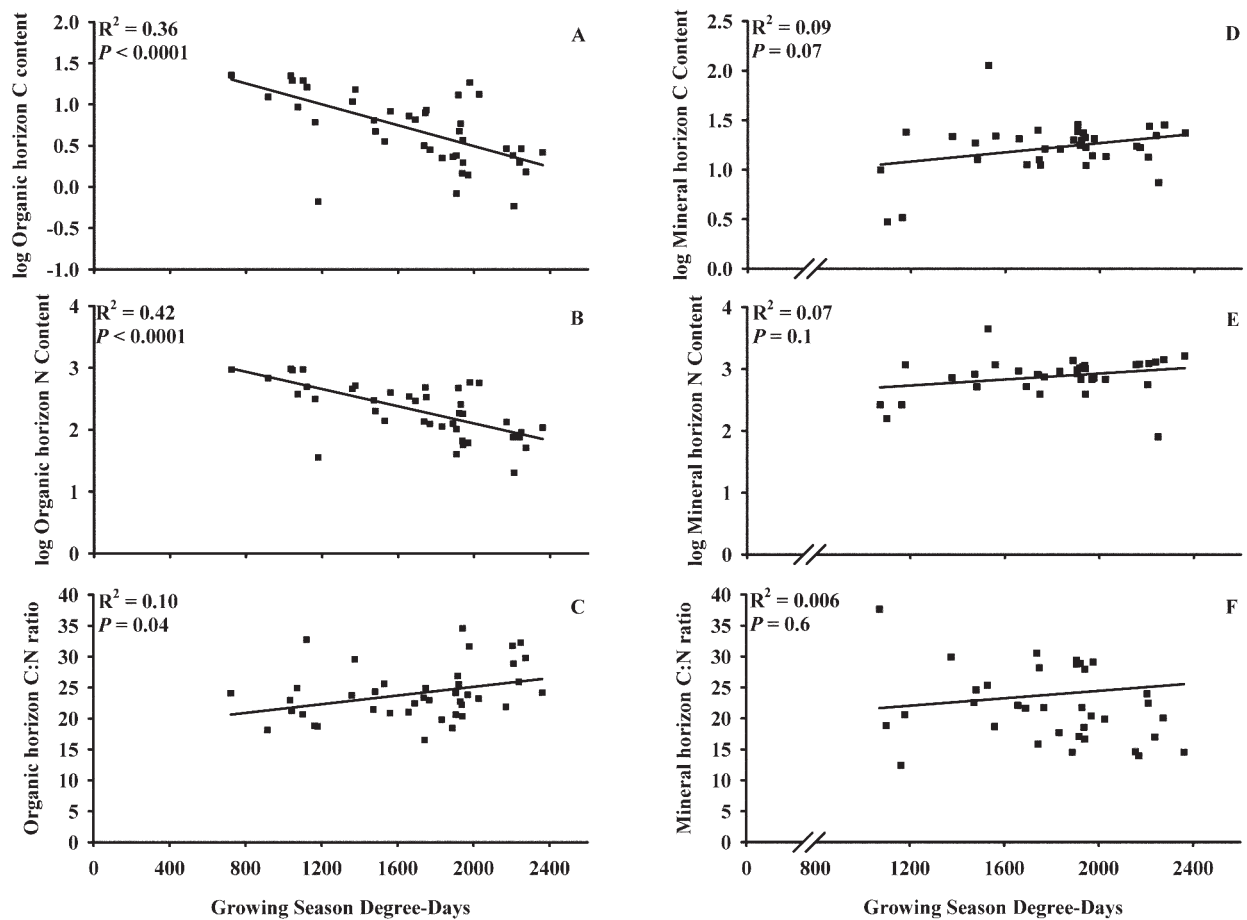 R² = 0.36
P < 0.0001
A
log Organic horizon C content
2.0
1.5
1.0
0.5
0.0
-0.5
-1.0
R² = 0.09
P = 0.07
D
log Mineral horizon C Content
2.5
2.0
1.5
1.0
0.5
0.0
R² = 0.42
P < 0.0001
B
log Organic horizon N Content
4
3
2
1
0
R² = 0.07
P = 0.1
E
log Mineral horizon N Content
4
3
2
1
0
R² = 0.10
P = 0.04
C
Organic horizon C:N ratio
40
35
30
25
20
15
10
5
0
0 400 800 1200 1600 2000 2400
Growing Season Degree-Days
R² = 0.006
P = 0.6
F
Mineral horizon C:N ratio
40
35
30
25
20
15
10
5
0
0 800 1200 1600 2000 2400
Growing Season Degree-Days